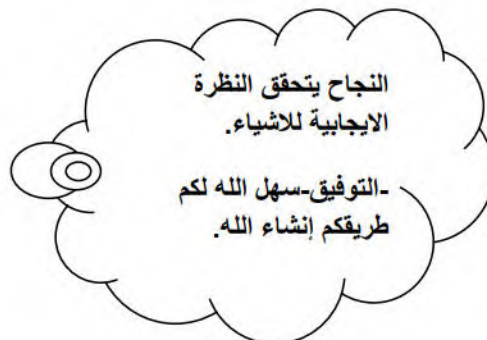 النجاح يتحقق النظرة
الايجابية للاشياء.
-التوفيق-سهل الله لكم
طريقكم إنشاء الله.